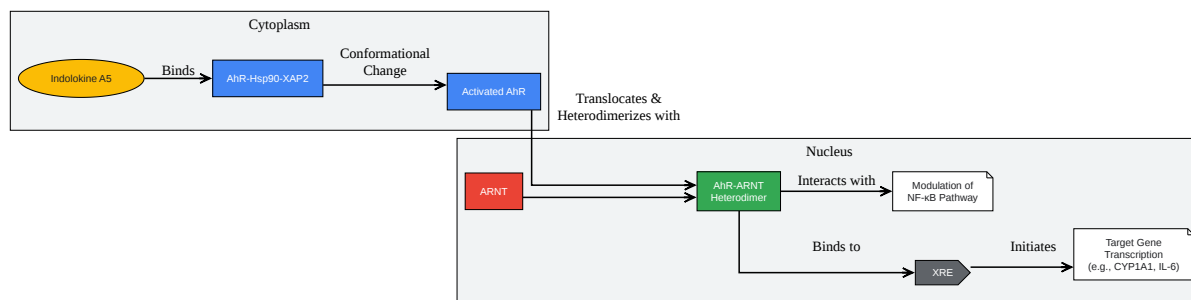 Cytoplasm
Indolokine A5
Binds
AhR-Hsp90-XAP2
Conformational
Change
Activated AhR
Translocates &
Heterodimerizes with
Nucleus
ARNT
AhR-ARNT
Heterodimer
Interacts with
Modulation of
NF-κB Pathway
Binds to
XRE
Initiates
Target Gene
Transcription
(e.g., CYP1A1, IL-6)